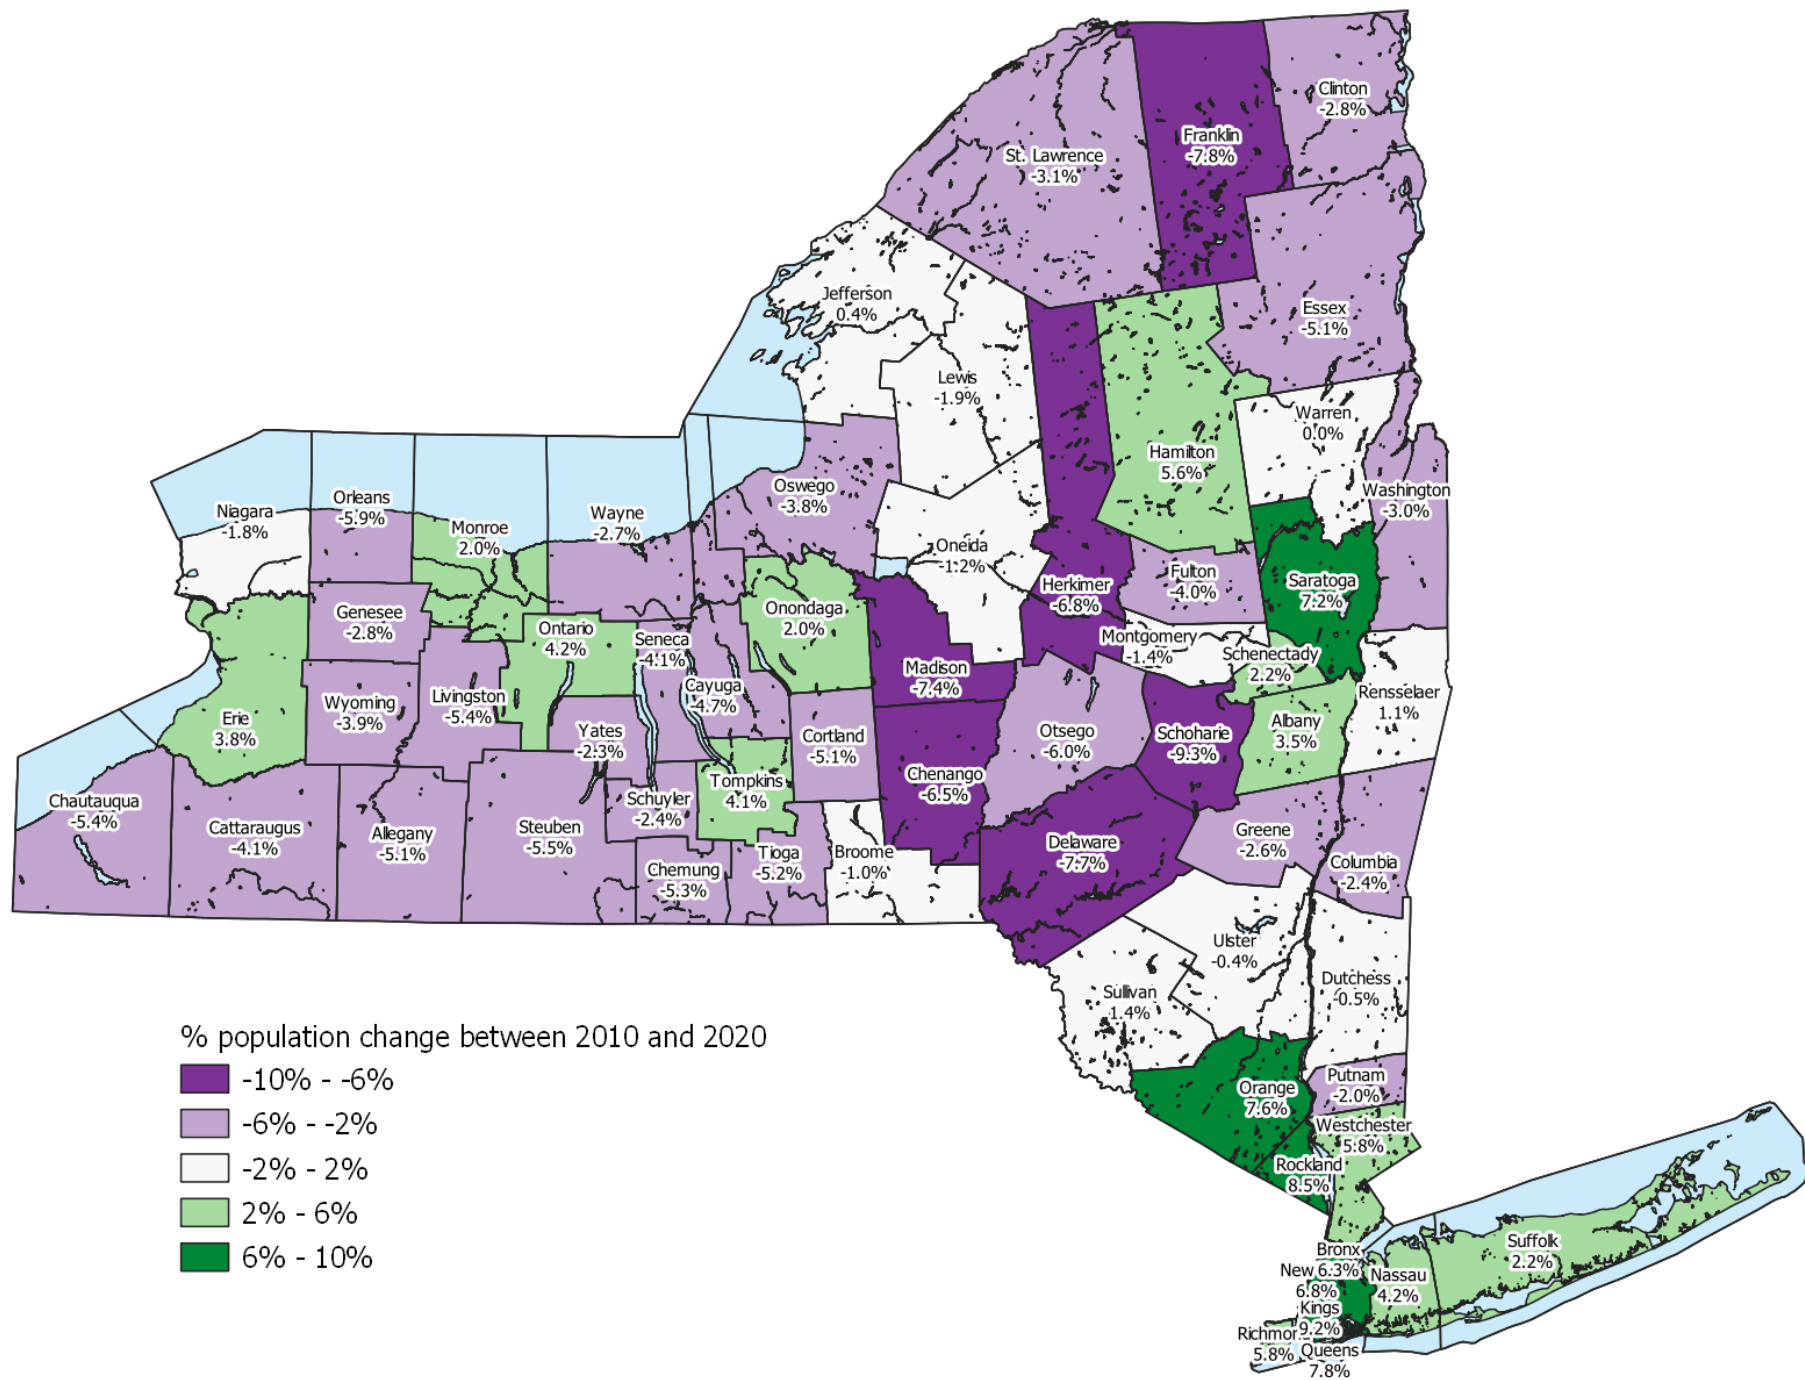 Clinton
-2.8%
Franklin
-7.8%
St. Lawrence
-3.1%
Jefferson
0.4%
Essex
-5.1%
Lewis
-1.9%
Warren
0.0%
Hamilton
5.6%
Washington
-3.0%
Oswego
-3.8%
Orleans
-5.9%
Niagara
-1.8%
Monroe
2.0%
Wayne
-2.7%
Oneida
-1.2%
Herkimer
-6.8%
Fulton
-4.0%
Saratoga
7.2%
Genesee
-2.8%
Onondaga
2.0%
Ontario
4.2%
Seneca
-4.1%
Montgomery
-1.4%
Schenectady
2.2%
Madison
-7.4%
Cayuga
-4.7%
Livingston
-5.4%
Wyoming
-3.9%
Rensselaer
1.1%
Erie
3.8%
Yates
-2.3%
Cortland
-5.1%
Otsego
-6.0%
Schoharie
-9.3%
Albany
3.5%
Chenango
-6.5%
Tompkins
4.1%
Chautauqua
-5.4%
Schuyler
-2.4%
Cattaraugus
-4.1%
Allegany
-5.1%
Steuben
-5.5%
Greene
-2.6%
Delaware
-7.7%
Tioga
-5.2%
Broome
-1.0%
Chemung
-5.3%
Columbia
-2.4%
Ulster
-0.4%
Dutchess
-0.5%
Sullivan
1.4%
Putnam
-2.0%
Orange
7.6%
Westchester
5.8%
Rockland
8.5%
Suffolk
2.2%
Bronx
6.3%
New
6.8%
Nassau
4.2%
Kings
9.2%
Richmon
5.8%
Queens
7.8%
% population change between 2010 and 2020
-10% - -6%
-6% - -2%
-2% - 2%
2% - 6%
6% - 10%